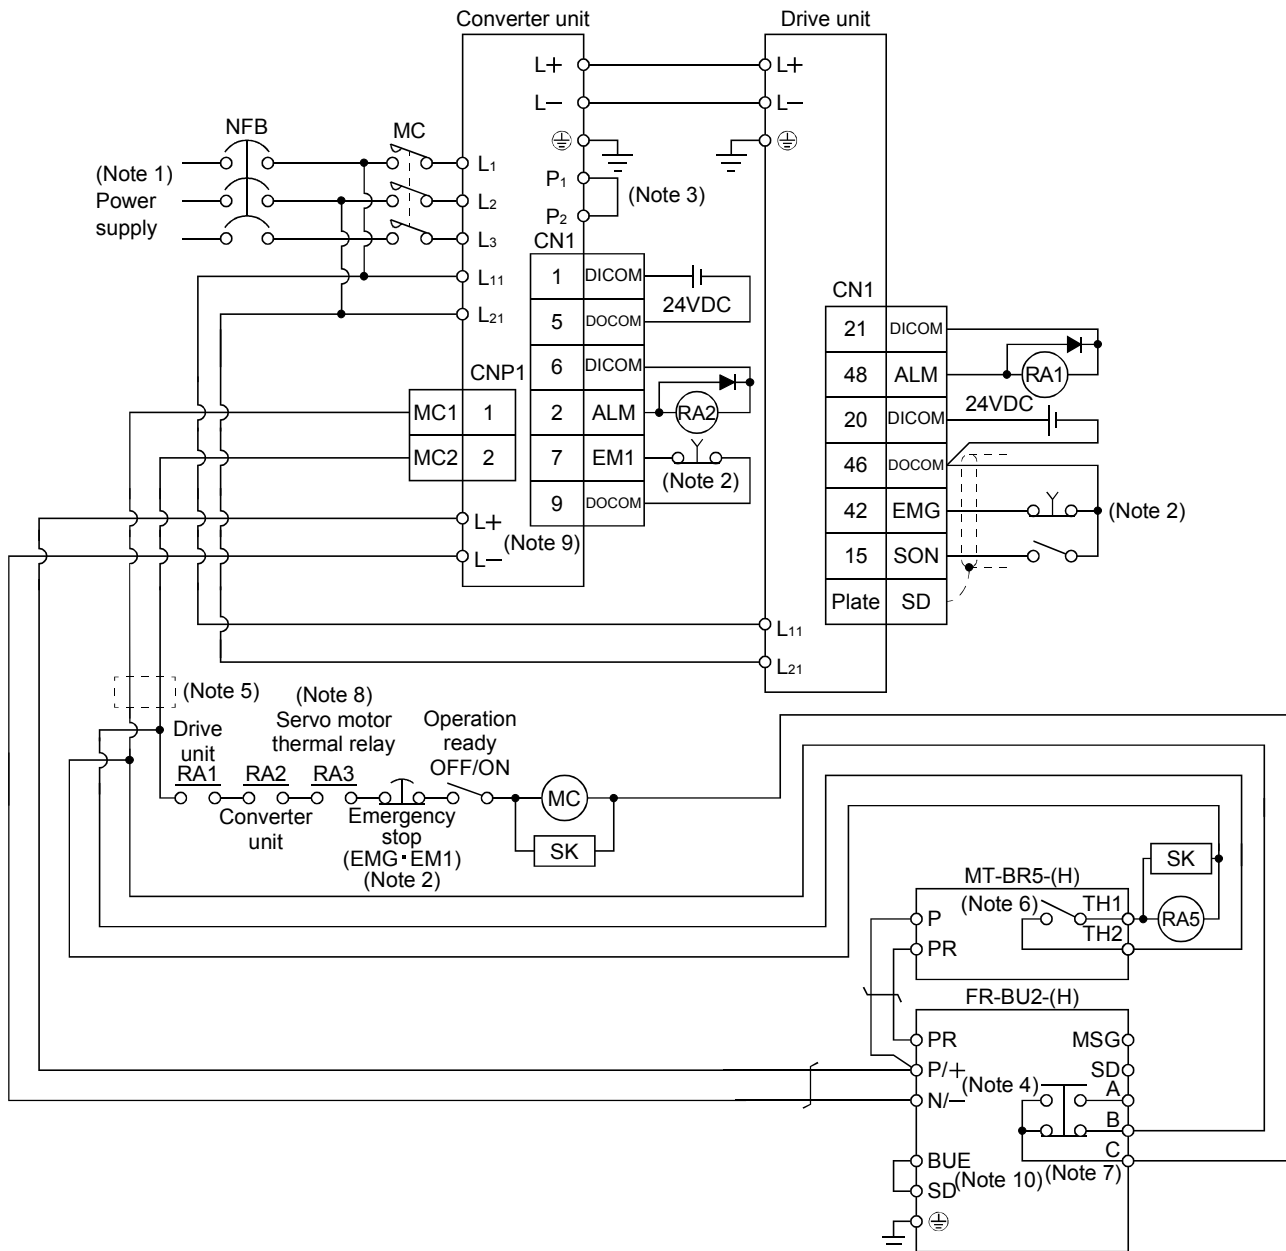 Converter unit
Drive unit
L+
L+
L−
L−
NFB
MC
(Note 1)
Power
supply
L1
L2
L3
L11
L21
P1
P2
(Note 3)
CN1
1 DICOM
24VDC
5 DOCOM
6 DICOM
2 ALM
RA2
7 EM1
(Note 2)
9 DOCOM
CNP1
MC1 1
MC2 2
L+
(Note 9)
L−
CN1
21 DICOM
48 ALM
RA1
24VDC
20 DICOM
46 DOCOM
42 EMG
(Note 2)
15 SON
Plate SD
L11
L21
(Note 5)
Drive
unit
RA1
RA2
Converter
unit
(Note 8)
Servo motor
thermal relay
RA3
Emergency
stop
(EMG・EM1)
(Note 2)
Operation
ready
OFF/ON
MC
SK
SK
MT-BR5-(H)
(Note 6)
TH1
P
RA5
TH2
PR
FR-BU2-(H)
PR
MSG
P/+
SD
(Note 4)
A
N/−
B
BUE
C
(Note 10)
(Note 7)
SD